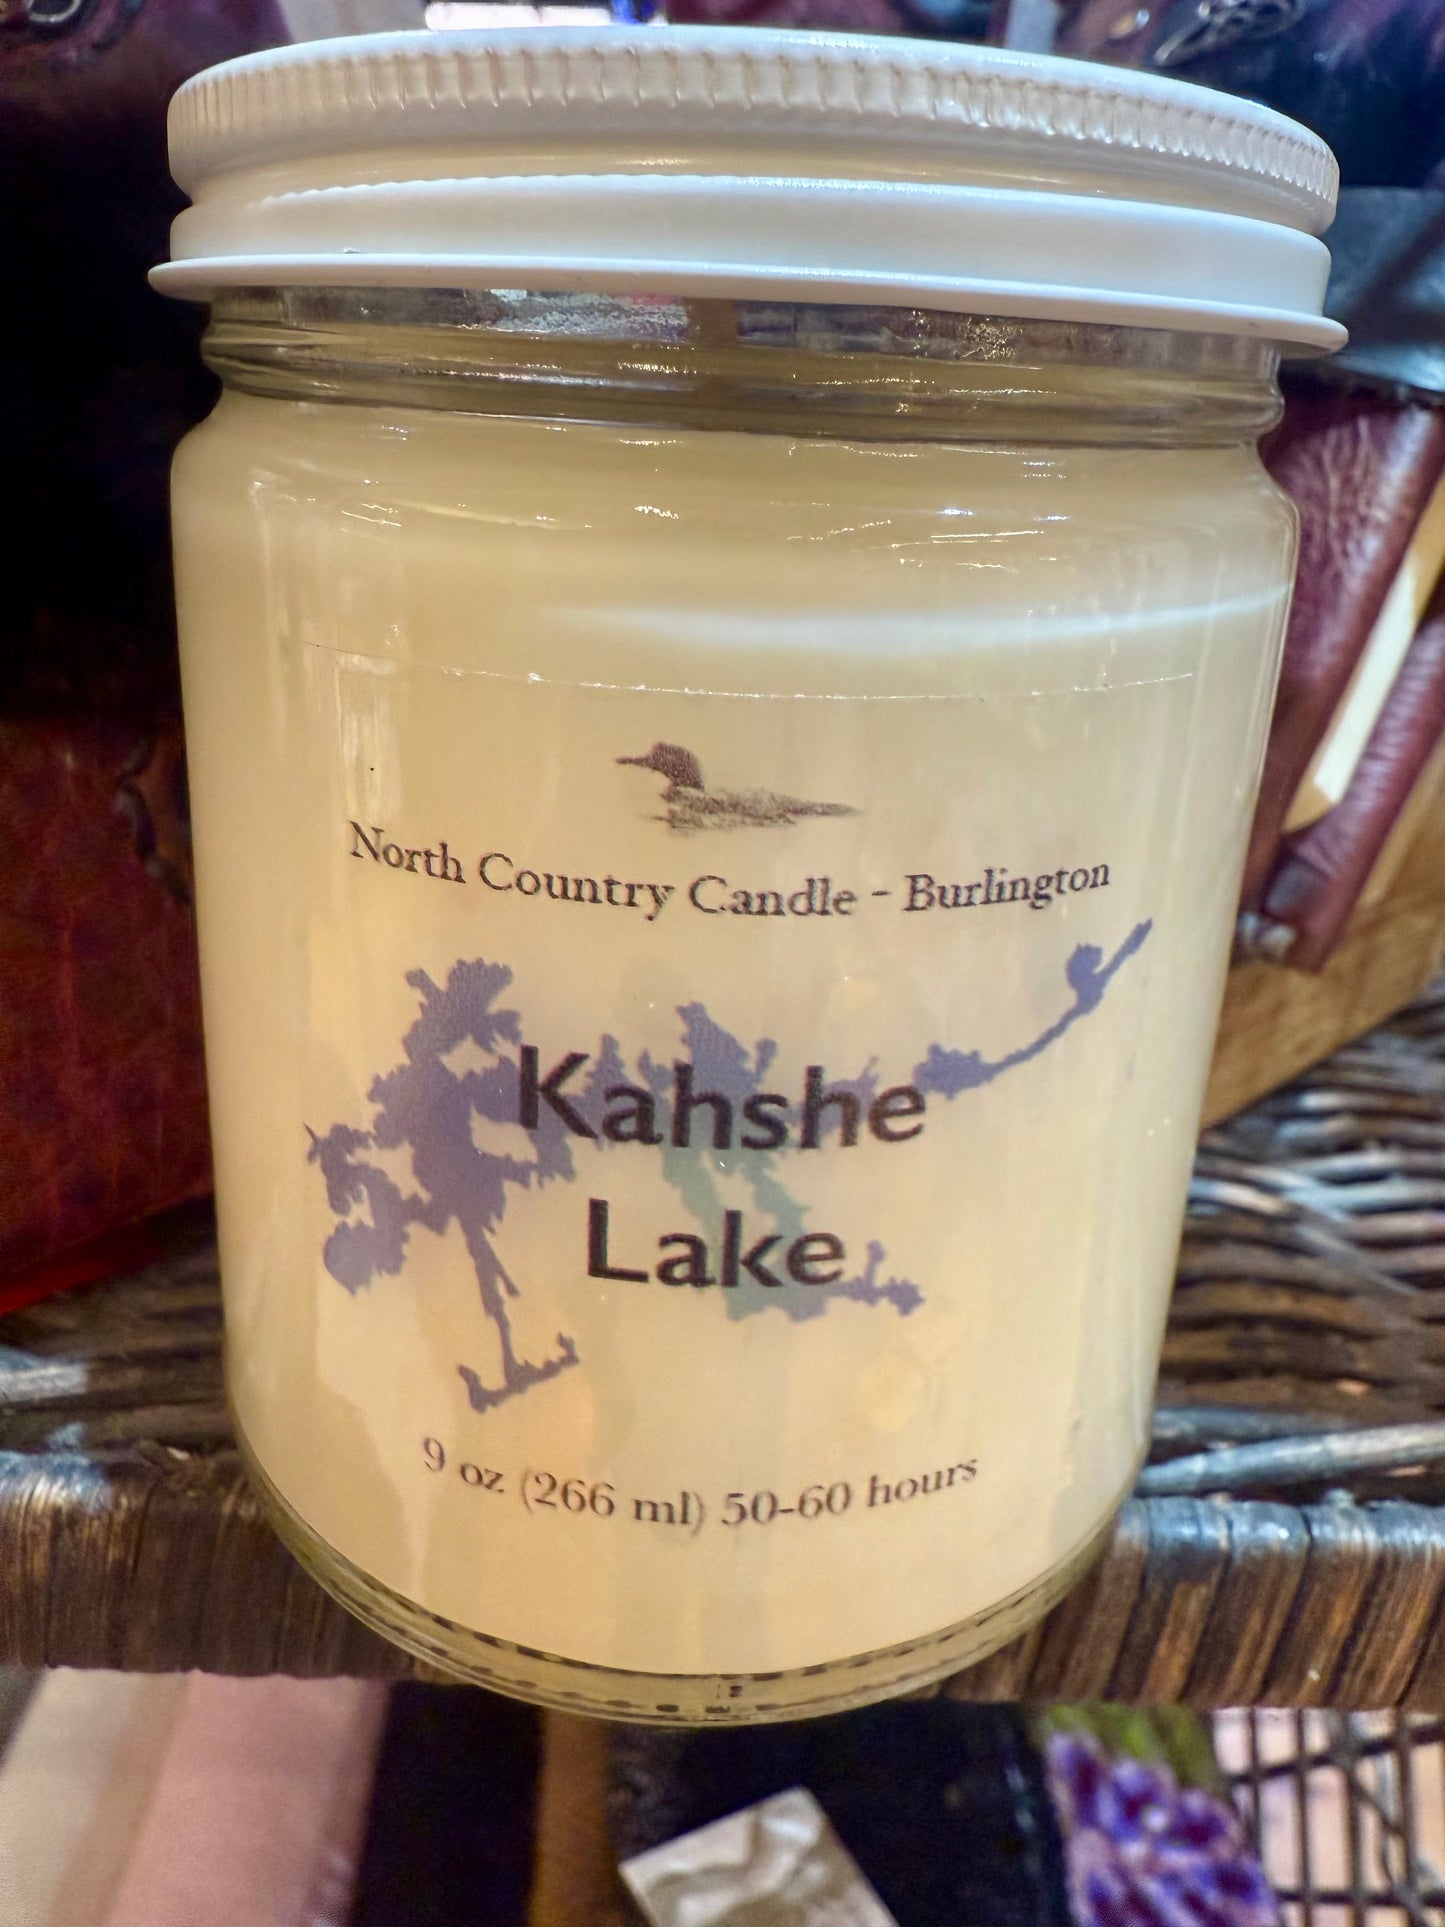 North Country Candle - Burlington
Kahshe
Lake
9 oz (266 ml) 50-60 hours